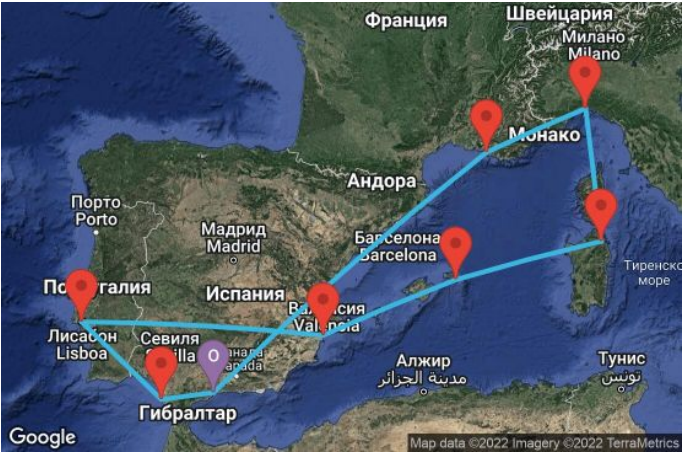 Франция
Швейцария
Милано
Milano
Монако
Андора
Порто
Porto
Мадрид
Madrid
Барселона
Barcelona
Тиренско
море
Испания
Лисабон
Lisboa
Севиля
O
Гибралтар
Алжир
مدينة الجزائر
Тунис
تونس
Google
Map data ©2022 Imagery ©2022 TerraMetrics